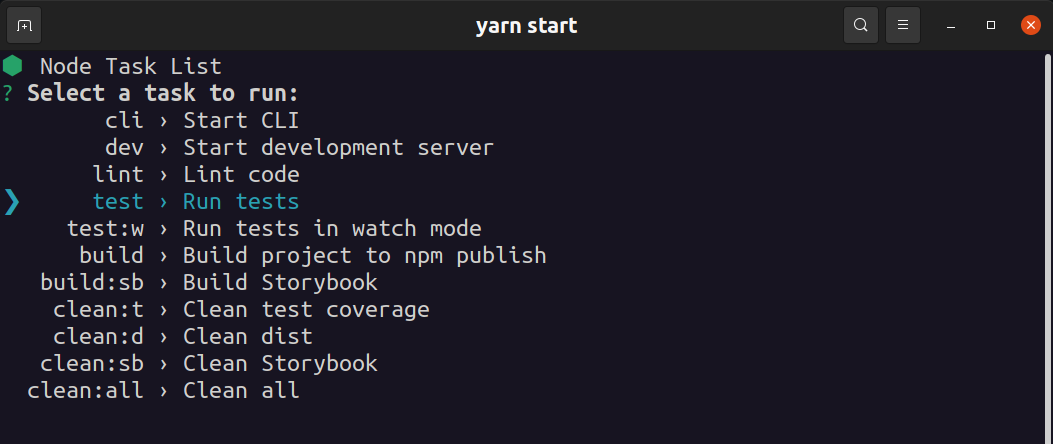 yarn start
Node Task List
? Select a task to run:
cli › Start CLI
dev › Start development server
lint › Lint code
❯ test › Run tests
test:w › Run tests in watch mode
build › Build project to npm publish
build:sb › Build Storybook
clean:t › Clean test coverage
clean:d › Clean dist
clean:sb › Clean Storybook
clean:all › Clean all